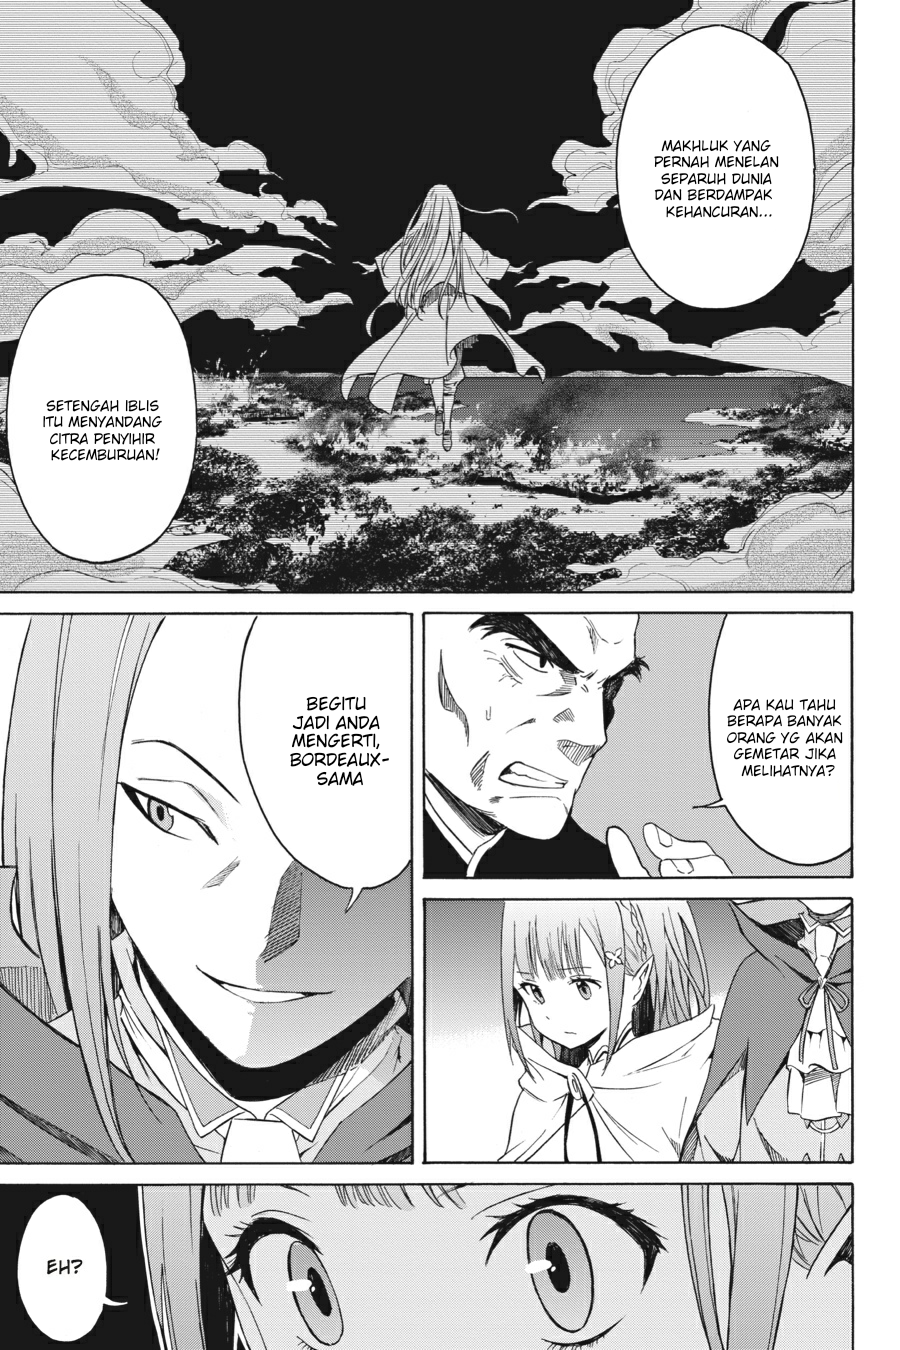 MAKHLUK YANG
PERNAH MENELAN
SEPARUH DUNIA
DAN BERDAMPAK
KEHANCURAN...
SETENGAH IBLIS
ITU MENYANDANG
CITRA PENYIHIR
KECEMBURUAN!
APA KAU TAHU
BERAPA BANYAK
ORANG YG AKAN
GEMETAR JIKA
MELIHATNYA?
BEGITU
JADI ANDA
MENGERTI,
BORDEAUX-
SAMA
EH?